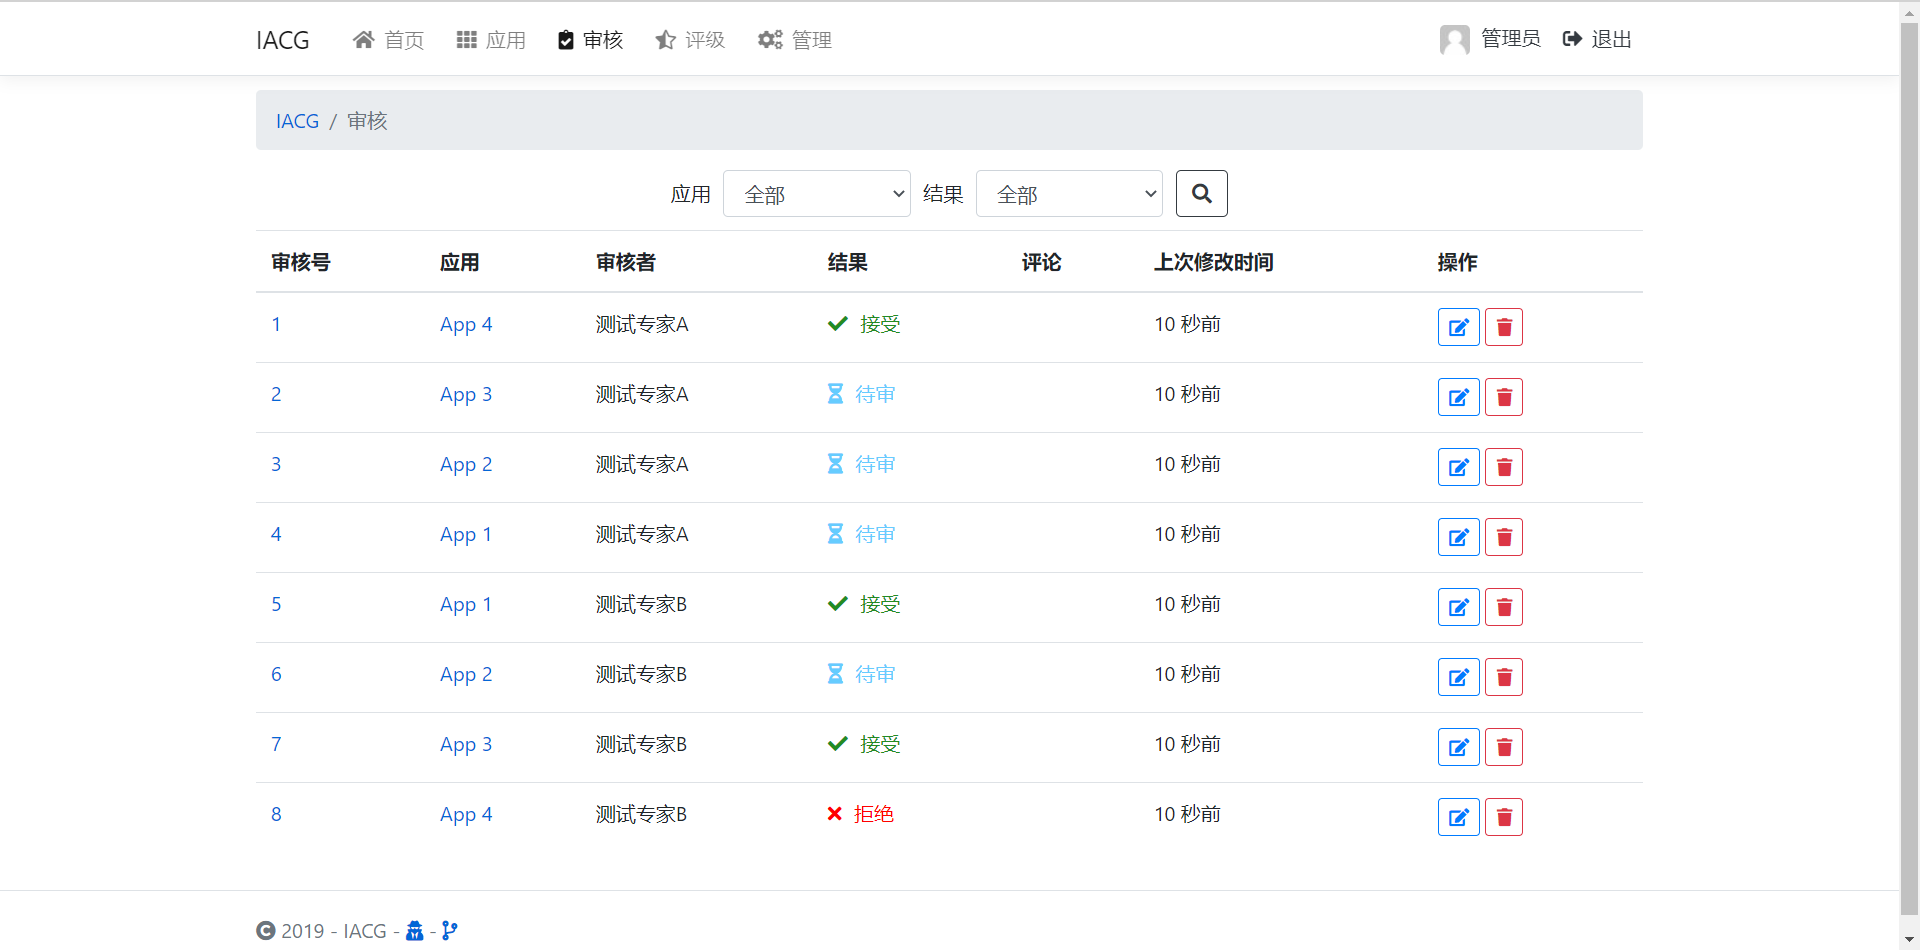 IACG 首页 应用 审核 评级 管理 管理员 退出
IACG / 审核
应用 全部 结果 全部
审核号 应用 审核者 结果 评论 上次修改时间 操作
1 App 4 测试专家A 接受 10 秒前
2 App 3 测试专家A 待审 10 秒前
3 App 2 测试专家A 待审 10 秒前
4 App 1 测试专家A 待审 10 秒前
5 App 1 测试专家B 接受 10 秒前
6 App 2 测试专家B 待审 10 秒前
7 App 3 测试专家B 接受 10 秒前
8 App 4 测试专家B 拒绝 10 秒前
© 2019 - IACG - -